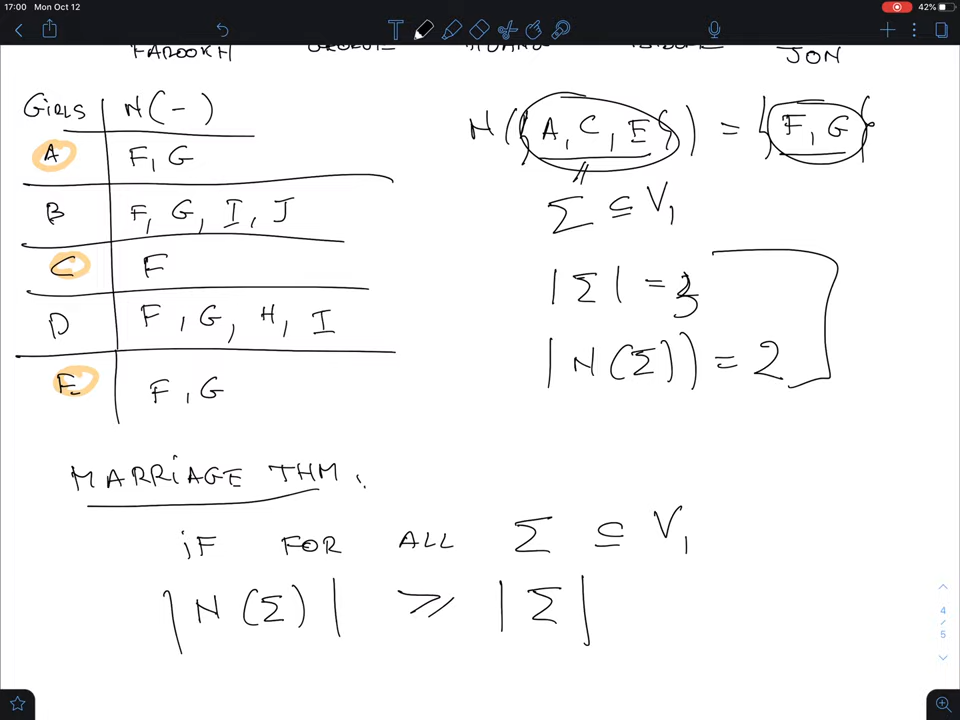 17:00 Mon Oct 12
42%
FAROOKH
JON
GIRLS | N(-)
A | F, G
B | F, G, I, J
C | F
D | F, G, H, I
E | F, G
N({A, C, E}) = {F, G}
Σ ⊆ V₁
|Σ| = 3
|N(Σ)| = 2
MARRIAGE THM.
iF FOR ALL Σ ⊆ V₁
|N(Σ)| ⩾ |Σ|
4
/
5